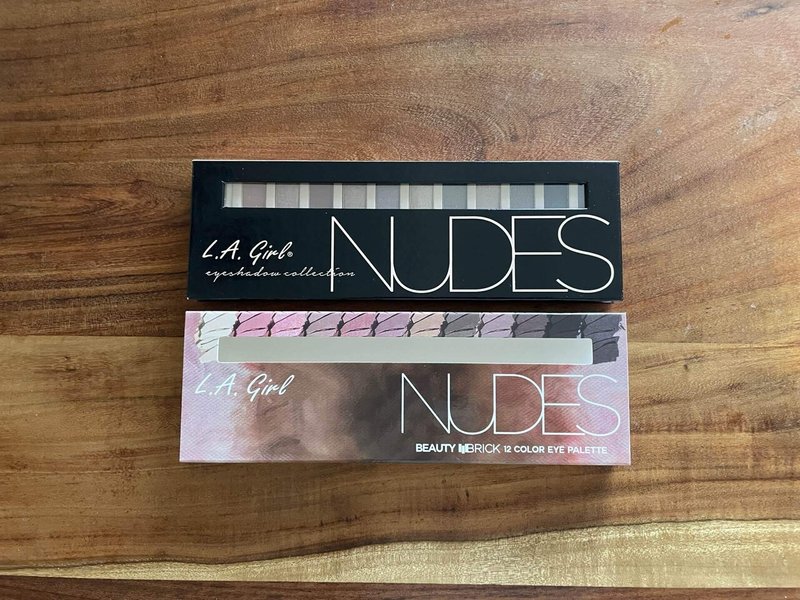 L.A. Girl®
eyeshadow collection
NUDES
L.A. Girl
NUDES
BEAUTY BRICK 12 COLOR EYE PALETTE